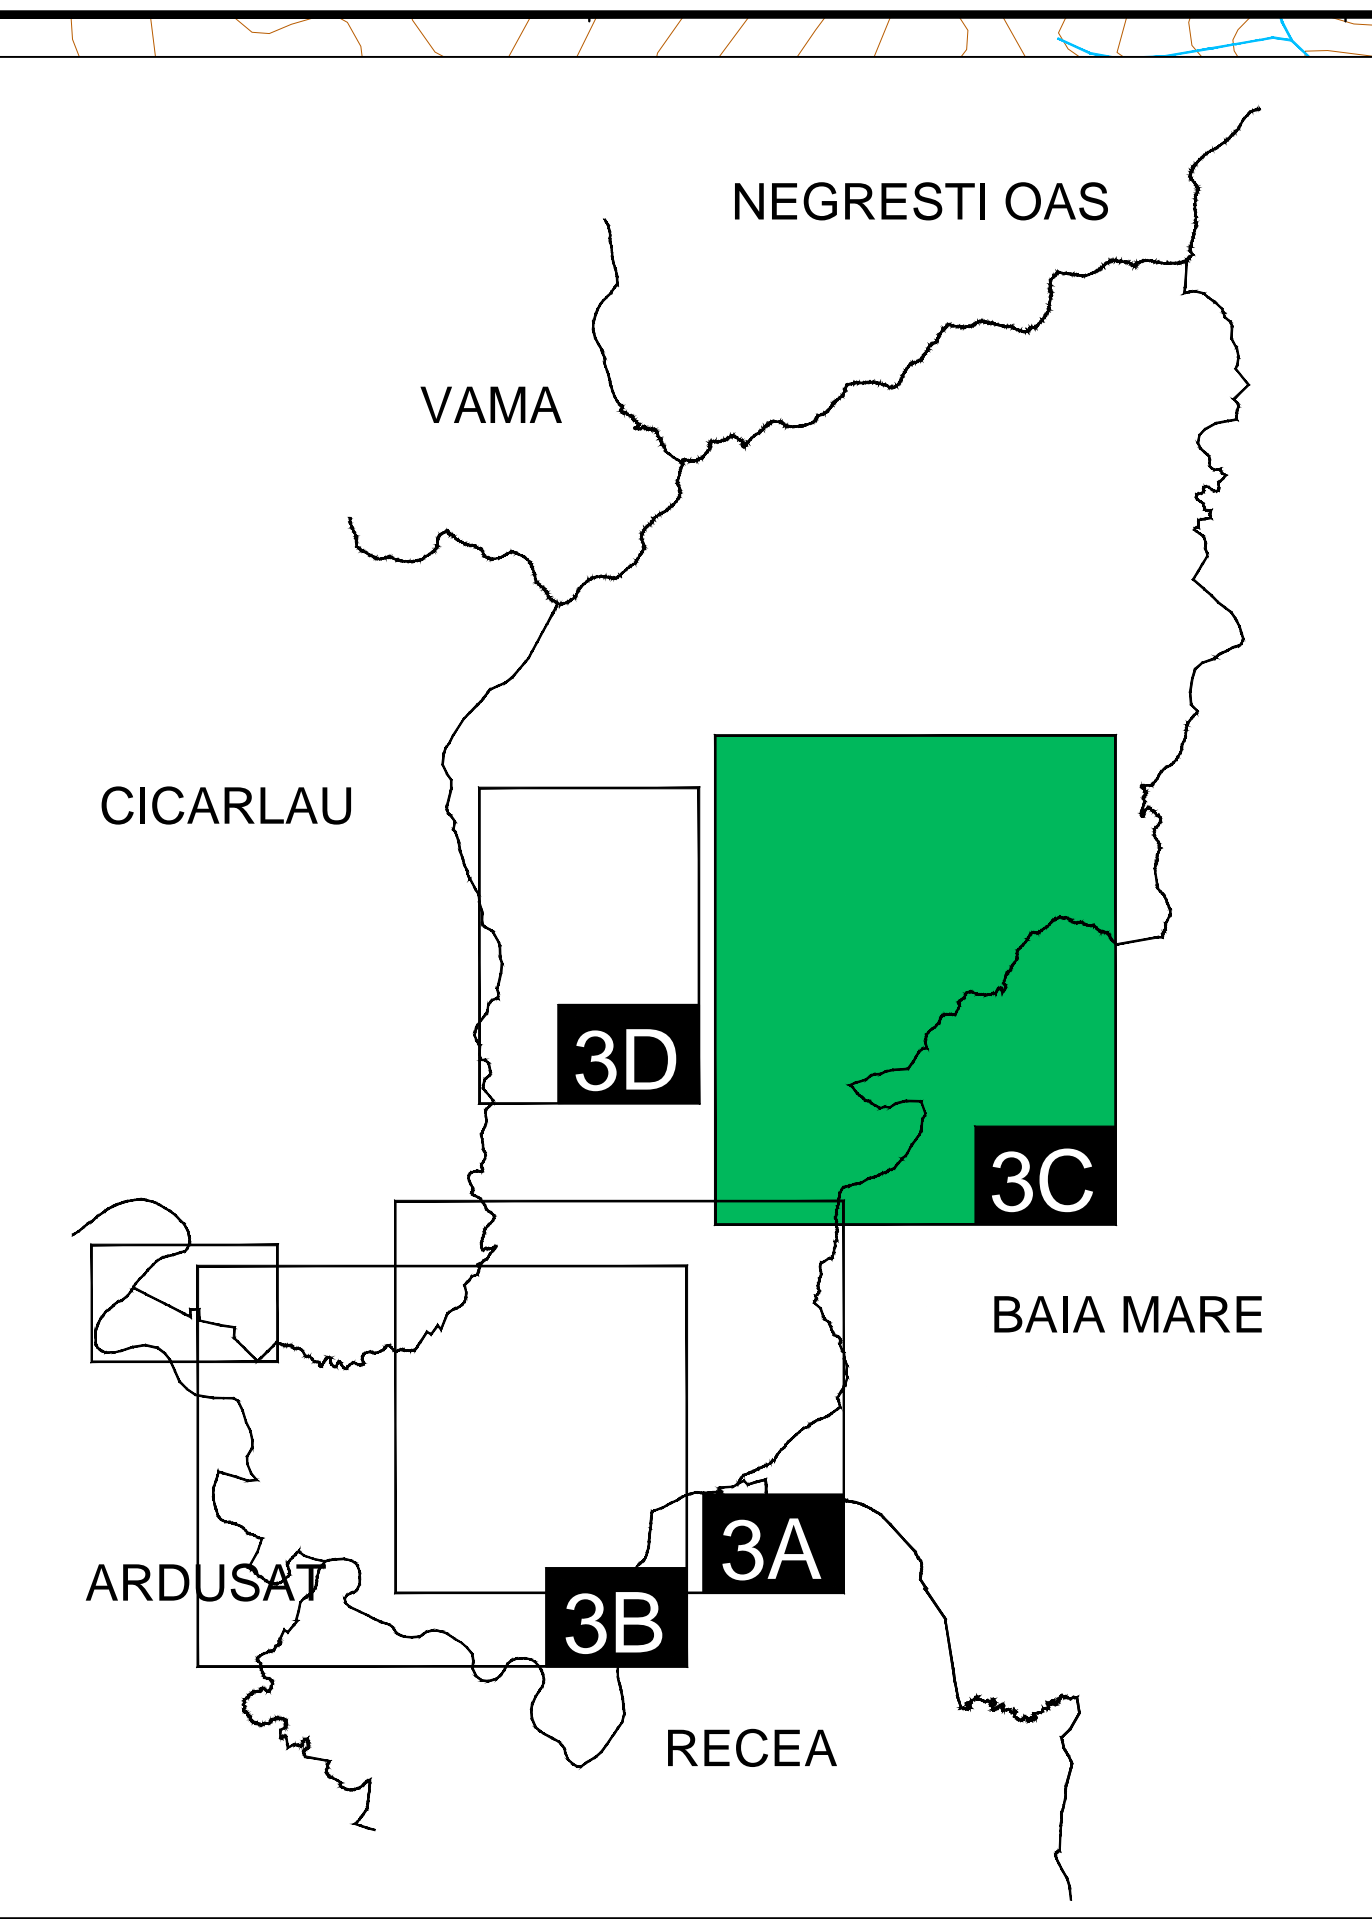 NEGRESTI OAS
VAMA
CICARLAU
3D
3C
BAIA MARE
3A
ARDUSAT
3B
RECEA